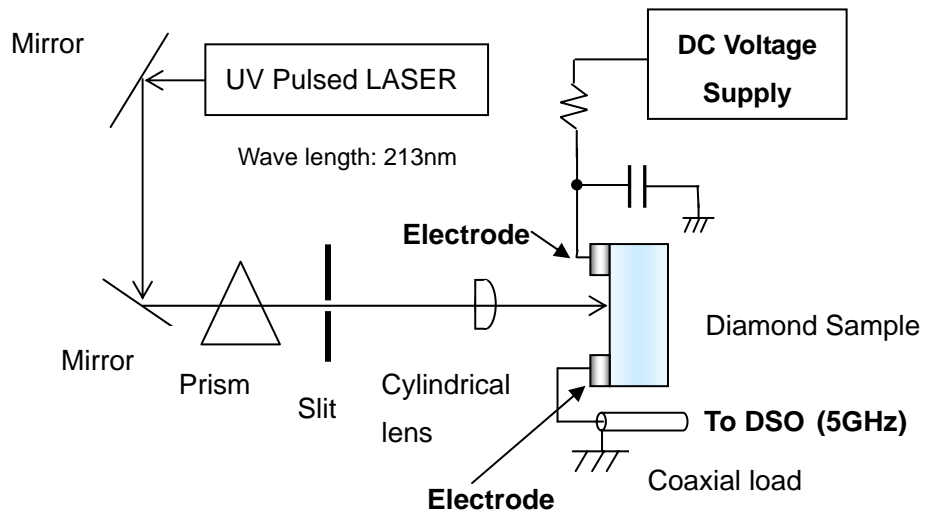 Mirror
UV Pulsed LASER
DC Voltage
Supply
Wave length: 213nm
Electrode
Mirror
Prism
Slit
Cylindrical
lens
Diamond Sample
To DSO (5GHz)
Coaxial load
Electrode